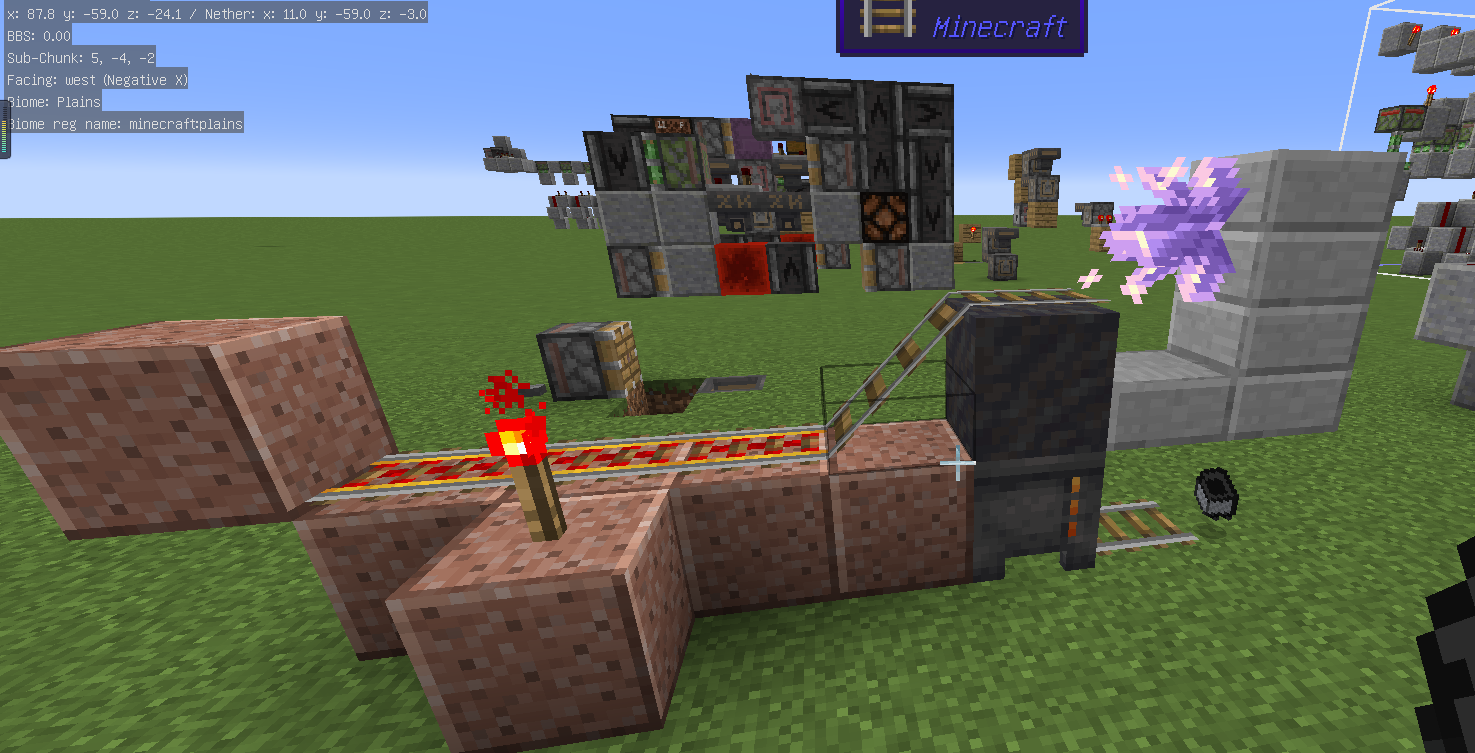 x: 87.8 y: -59.0 z: -24.1 / Nether: x: 11.0 y: -59.0 z: -3.0
BBS: 0.00
Sub-Chunk: 5, -4, -2
Facing: west (Negative X)
Biome: Plains
Biome reg name: minecraft:plains
Minecraft